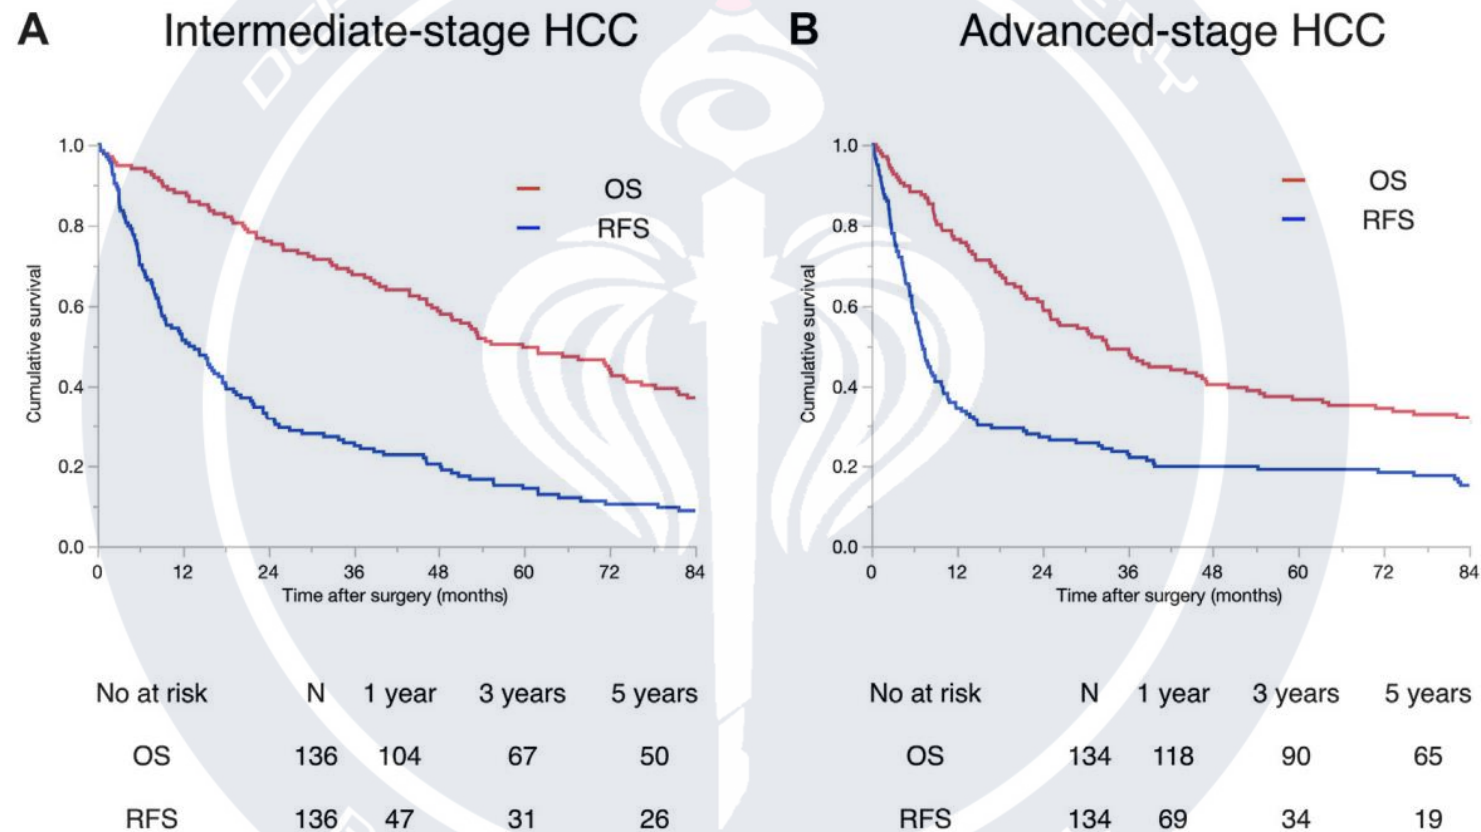 A Intermediate-stage HCC
B Advanced-stage HCC
OS
RFS
OS
RFS
Cumulative survival
1.0
0.8
0.6
0.4
0.2
0.0
0 12 24 36 48 60 72 84
Time after surgery (months)
Cumulative survival
1.0
0.8
0.6
0.4
0.2
0.0
0 12 24 36 48 60 72 84
Time after surgery (months)
No at risk N 1 year 3 years 5 years
OS 136 104 67 50
RFS 136 47 31 26
No at risk N 1 year 3 years 5 years
OS 134 118 90 65
RFS 134 69 34 19